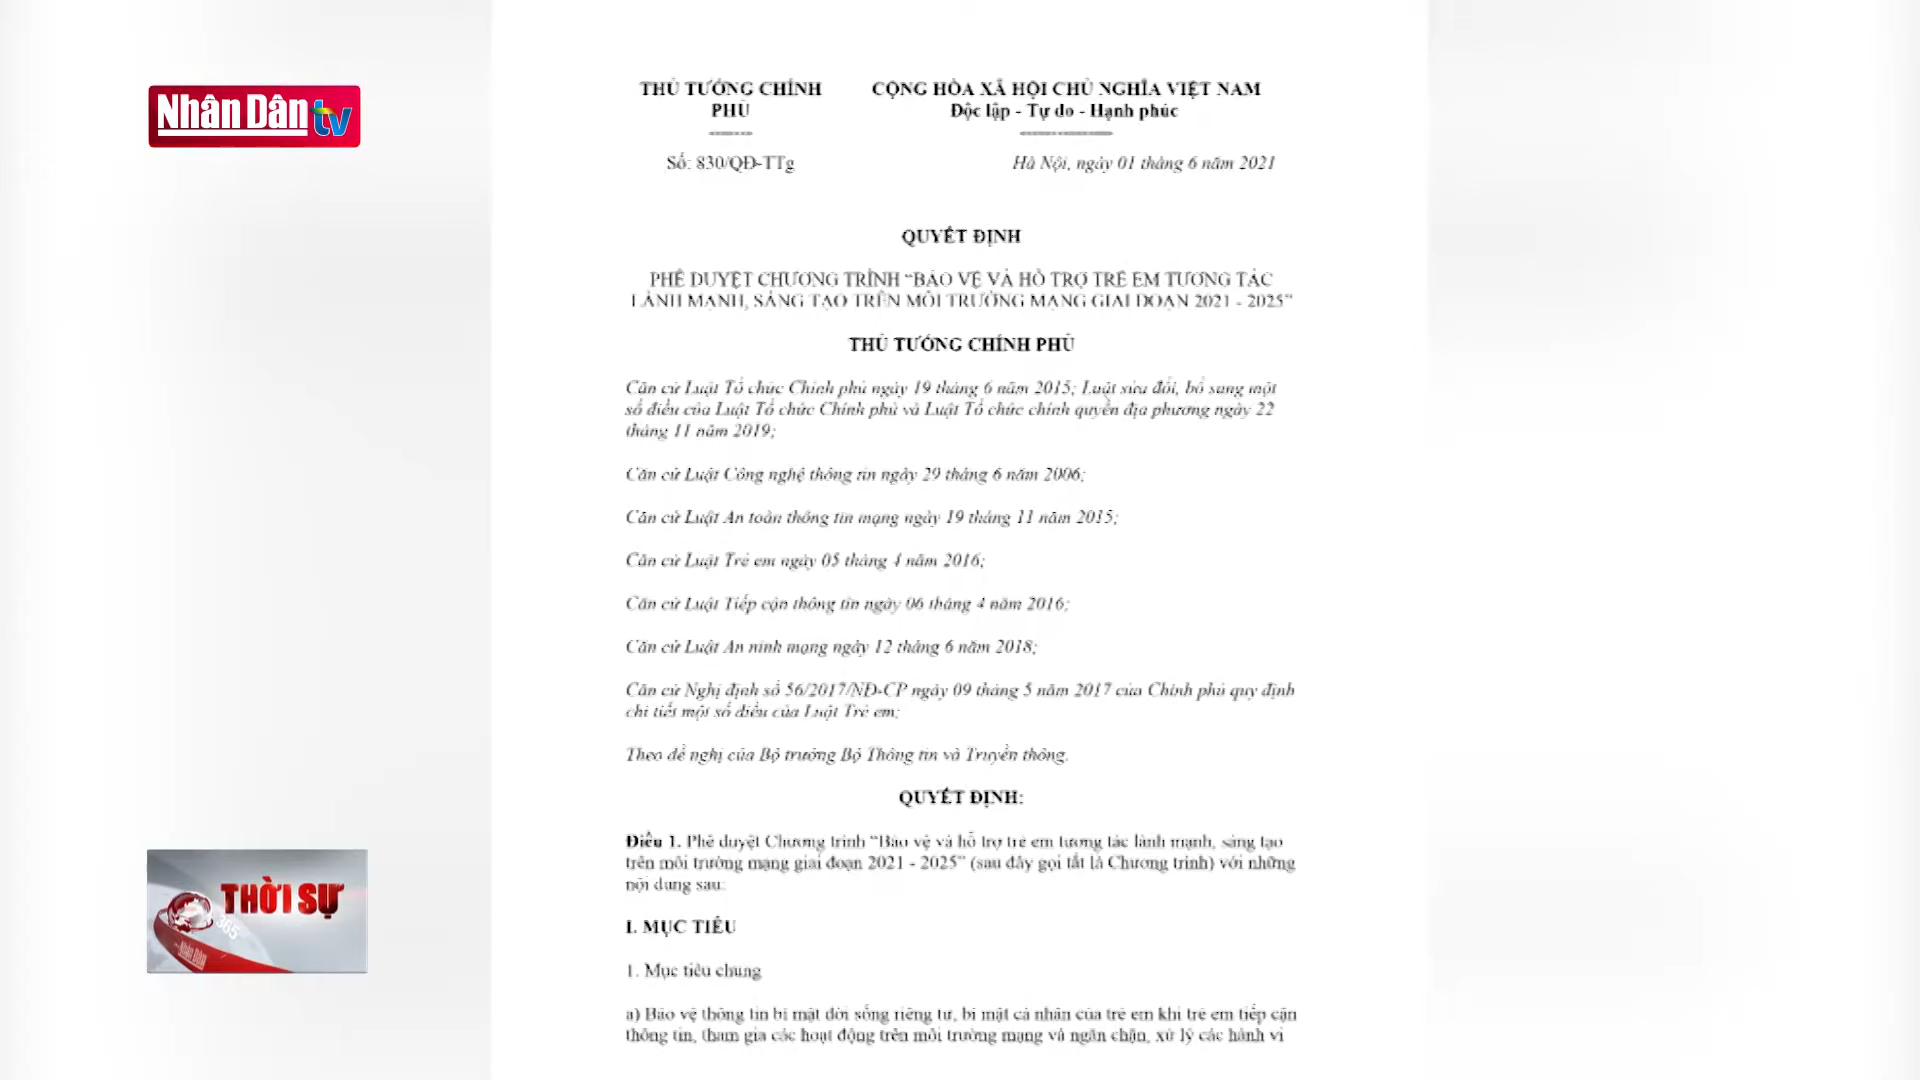 Nhân Dân tv
THỦ TƯỚNG CHÍNH
PHỦ
CỘNG HÒA XÃ HỘI CHỦ NGHĨA VIỆT NAM
Độc lập - Tự do - Hạnh phúc
Số: 830/QĐ-TTg
Hà Nội, ngày 01 tháng 6 năm 2021
QUYẾT ĐỊNH
PHÊ DUYỆT CHƯƠNG TRÌNH “BẢO VỆ VÀ HỖ TRỢ TRẺ EM TƯƠNG TÁC
LÀNH MẠNH, SÁNG TẠO TRÊN MÔI TRƯỜNG MẠNG GIAI ĐOẠN 2021 - 2025”
THỦ TƯỚNG CHÍNH PHỦ
Căn cứ Luật Tổ chức Chính phủ ngày 19 tháng 6 năm 2015; Luật sửa đổi, bổ sung một
số điều của Luật Tổ chức Chính phủ và Luật Tổ chức chính quyền địa phương ngày 22
tháng 11 năm 2019;
Căn cứ Luật Công nghệ thông tin ngày 29 tháng 6 năm 2006;
Căn cứ Luật An toàn thông tin mạng ngày 19 tháng 11 năm 2015;
Căn cứ Luật Trẻ em ngày 05 tháng 4 năm 2016;
Căn cứ Luật Tiếp cận thông tin ngày 06 tháng 4 năm 2016;
Căn cứ Luật An ninh mạng ngày 12 tháng 6 năm 2018;
Căn cứ Nghị định số 56/2017/NĐ-CP ngày 09 tháng 5 năm 2017 của Chính phủ quy định
chi tiết một số điều của Luật Trẻ em;
Theo đề nghị của Bộ trưởng Bộ Thông tin và Truyền thông.
QUYẾT ĐỊNH:
Điều 1. Phê duyệt Chương trình “Bảo vệ và hỗ trợ trẻ em tương tác lành mạnh, sáng tạo
trên môi trường mạng giai đoạn 2021 - 2025” (sau đây gọi tắt là Chương trình) với những
nội dung sau:
I. MỤC TIÊU
1. Mục tiêu chung
a) Bảo vệ thông tin bí mật đời sống riêng tư, bí mật cá nhân của trẻ em khi trẻ em tiếp cận
thông tin, tham gia các hoạt động trên môi trường mạng và ngăn chặn, xử lý các hành vi
THỜI SỰ
365
NHÂN DÂN